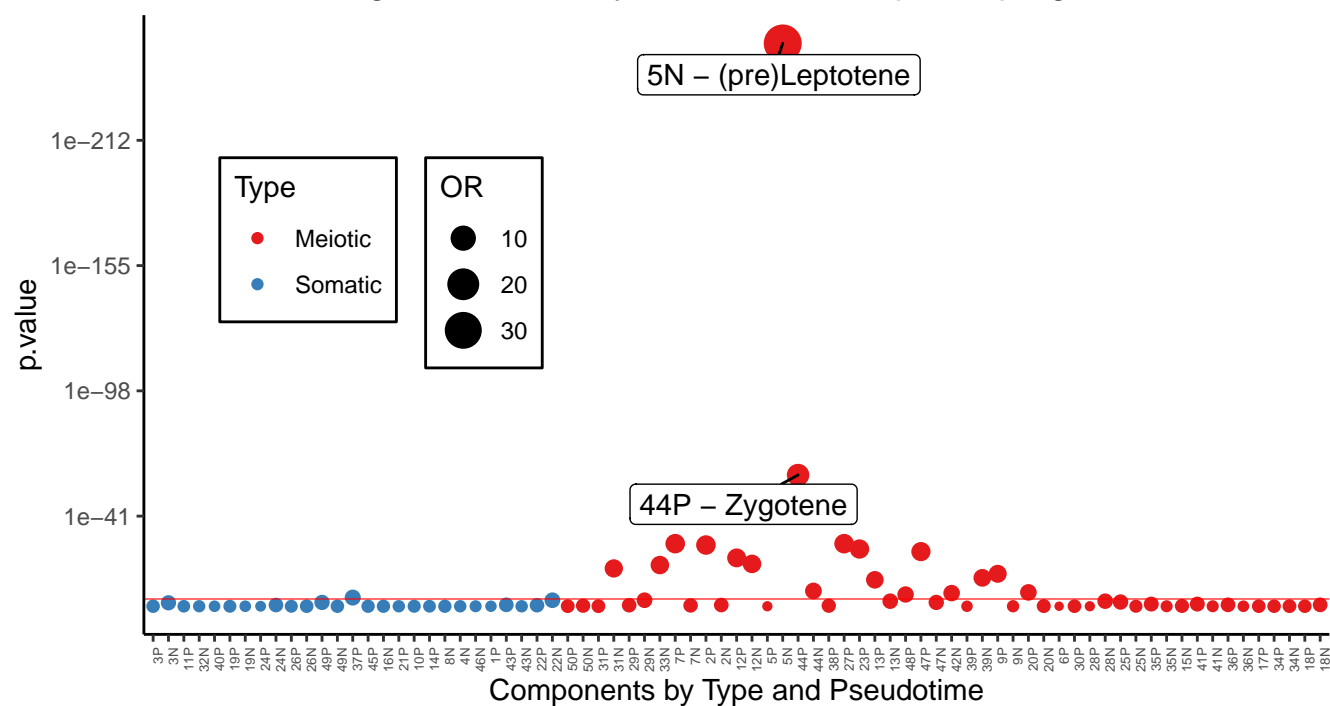 5N − (pre)Leptotene
1e−212
Type
OR
Meiotic
10
1e−155
Somatic
20
30
p.value
1e−98
44P − Zygotene
1e−41
3P
3N
11P
32N
40P
19P
19N
24P
24N
26P
26N
49P
49N
37P
45P
16N
21P
10P
14P
8N
4N
46N
1P
43P
43N
22P
22N
50P
50N
31P
31N
29P
29N
33N
7P
7N
2P
2N
12P
12N
5P
5N
44P
44N
38P
27P
23P
13P
13N
48P
47P
47N
42N
39P
39N
9P
9N
20P
20N
6P
30P
28P
28N
25P
25N
35P
35N
15N
41P
41N
36P
36N
17P
34P
34N
18P
18N
Components by Type and Pseudotime